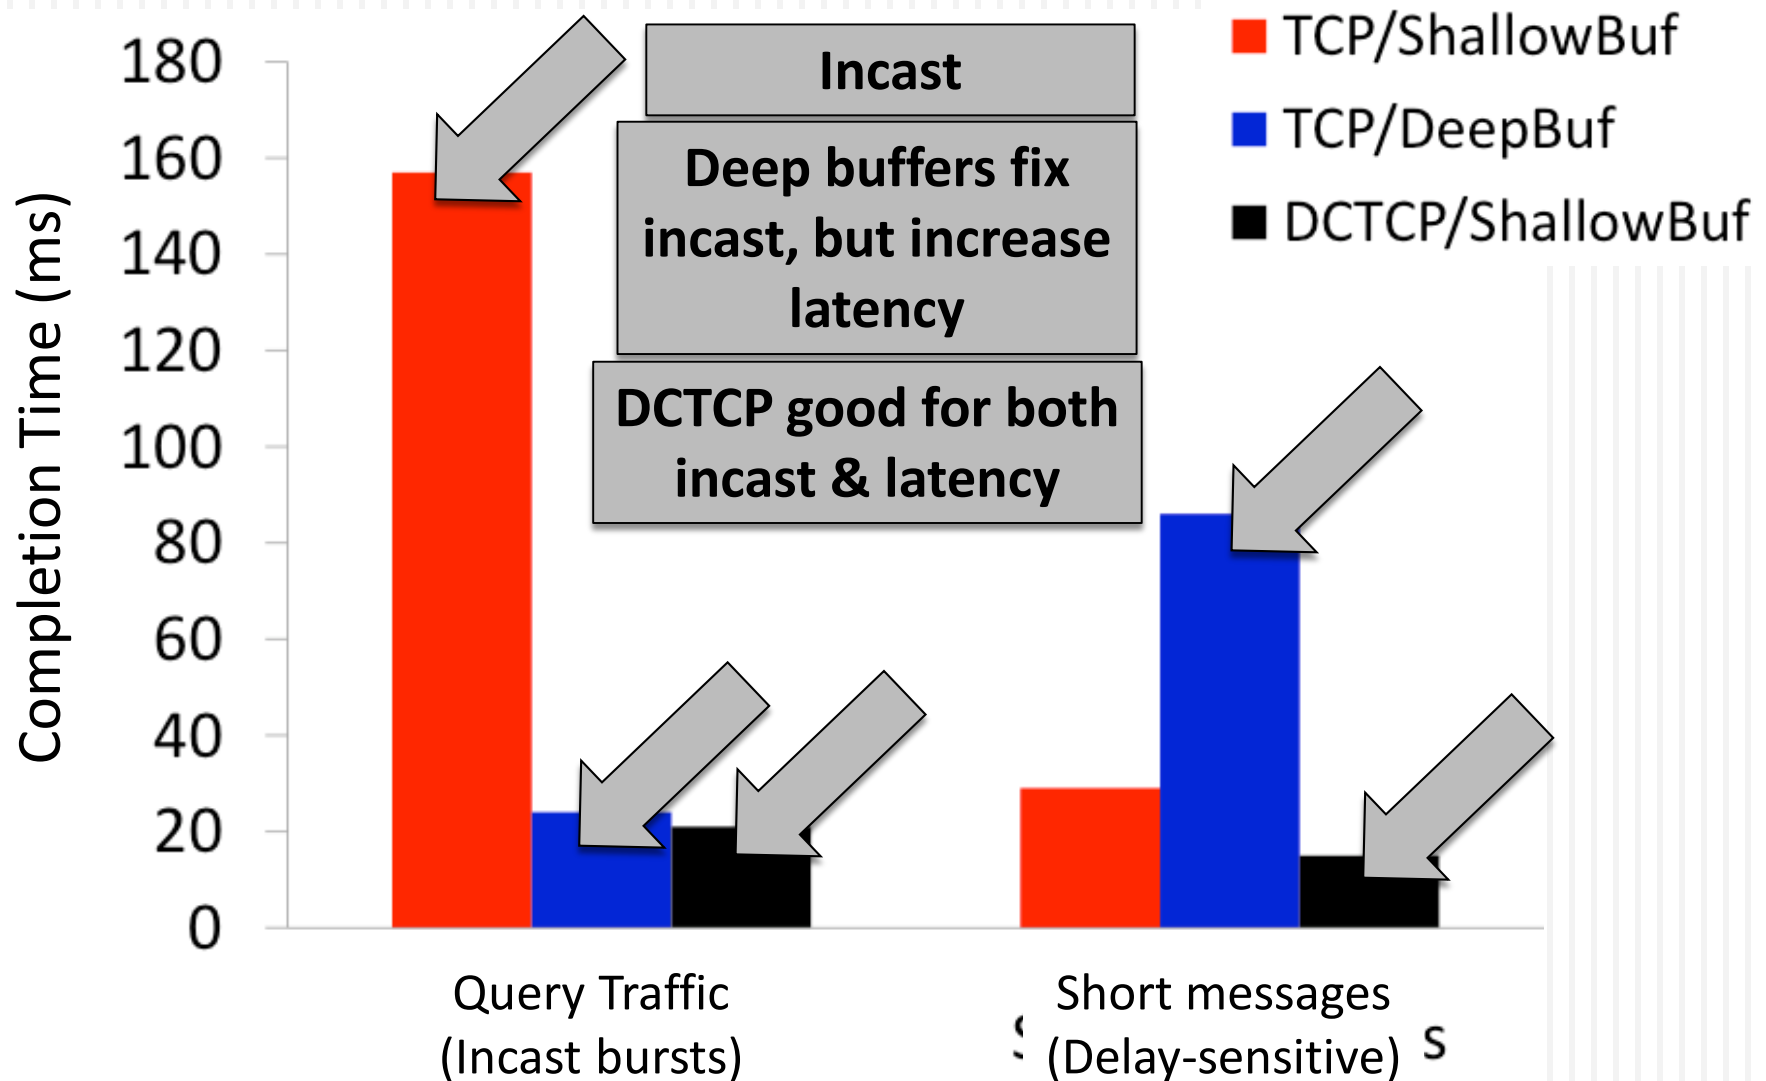 180
160
140
120
100
80
60
40
20
0
Completion Time (ms)
Incast
Deep buffers fix
incast, but increase
latency
DCTCP good for both
incast & latency
TCP/ShallowBuf
TCP/DeepBuf
DCTCP/ShallowBuf
Query Traffic
(Incast bursts)
Short messages
(Delay-sensitive)
s